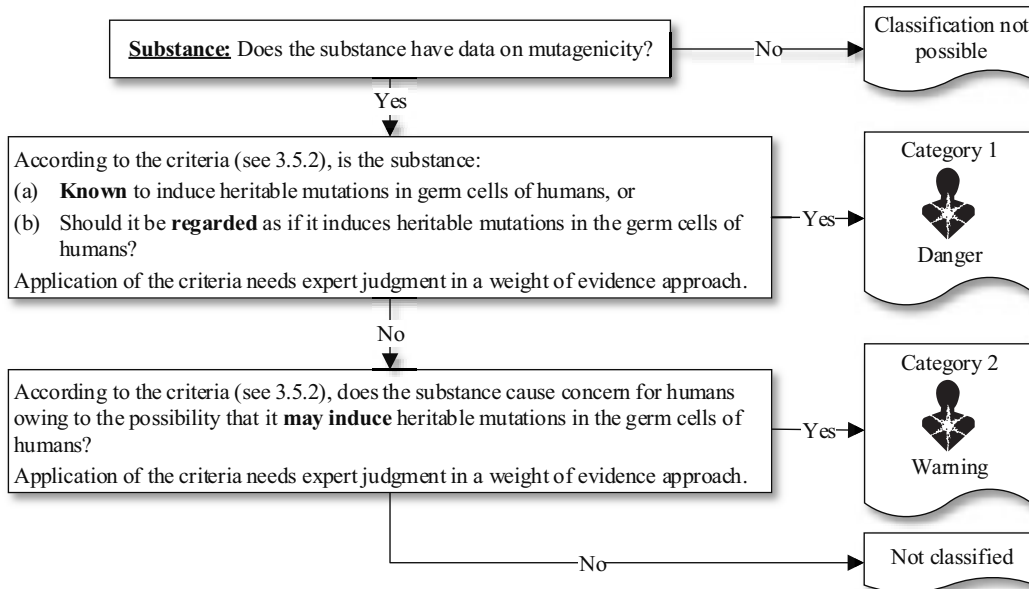 Substance: Does the substance have data on mutagenicity?
No
Classification not
possible
Yes
According to the criteria (see 3.5.2), is the substance:
(a) Known to induce heritable mutations in germ cells of humans, or
(b) Should it be regarded as if it induces heritable mutations in the germ cells of
humans?
Application of the criteria needs expert judgment in a weight of evidence approach.
Yes
Category 1
Danger
No
According to the criteria (see 3.5.2), does the substance cause concern for humans
owing to the possibility that it may induce heritable mutations in the germ cells of
humans?
Application of the criteria needs expert judgment in a weight of evidence approach.
Yes
Category 2
Warning
No
Not classified